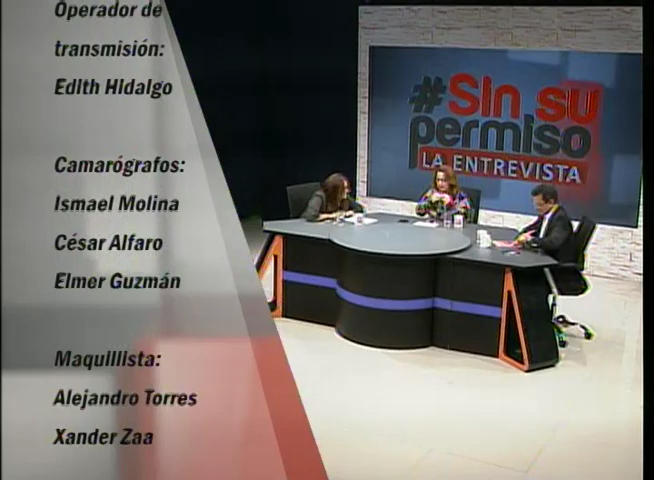 Operador de
transmisión:
Edith Hidalgo
Camarógrafos:
Ismael Molina
César Alfaro
Elmer Guzmán
Maquillista:
Alejandro Torres
Xander Zaa
#Sin su
permiso
LA ENTREVISTA